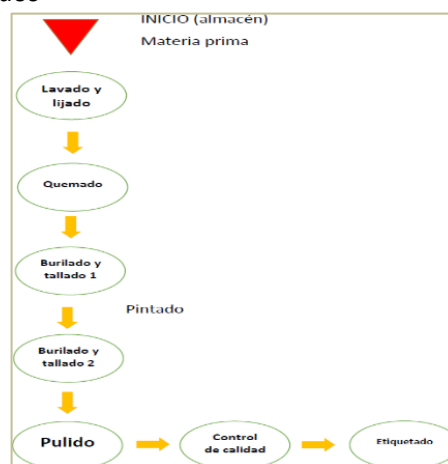 INICIO (almacén)
Materia prima
Lavado y
lijado
Quemado
Burilado y
tallado 1
Pintado
Burilado y
tallado 2
Pulido
Control
de calidad
Etiquetado